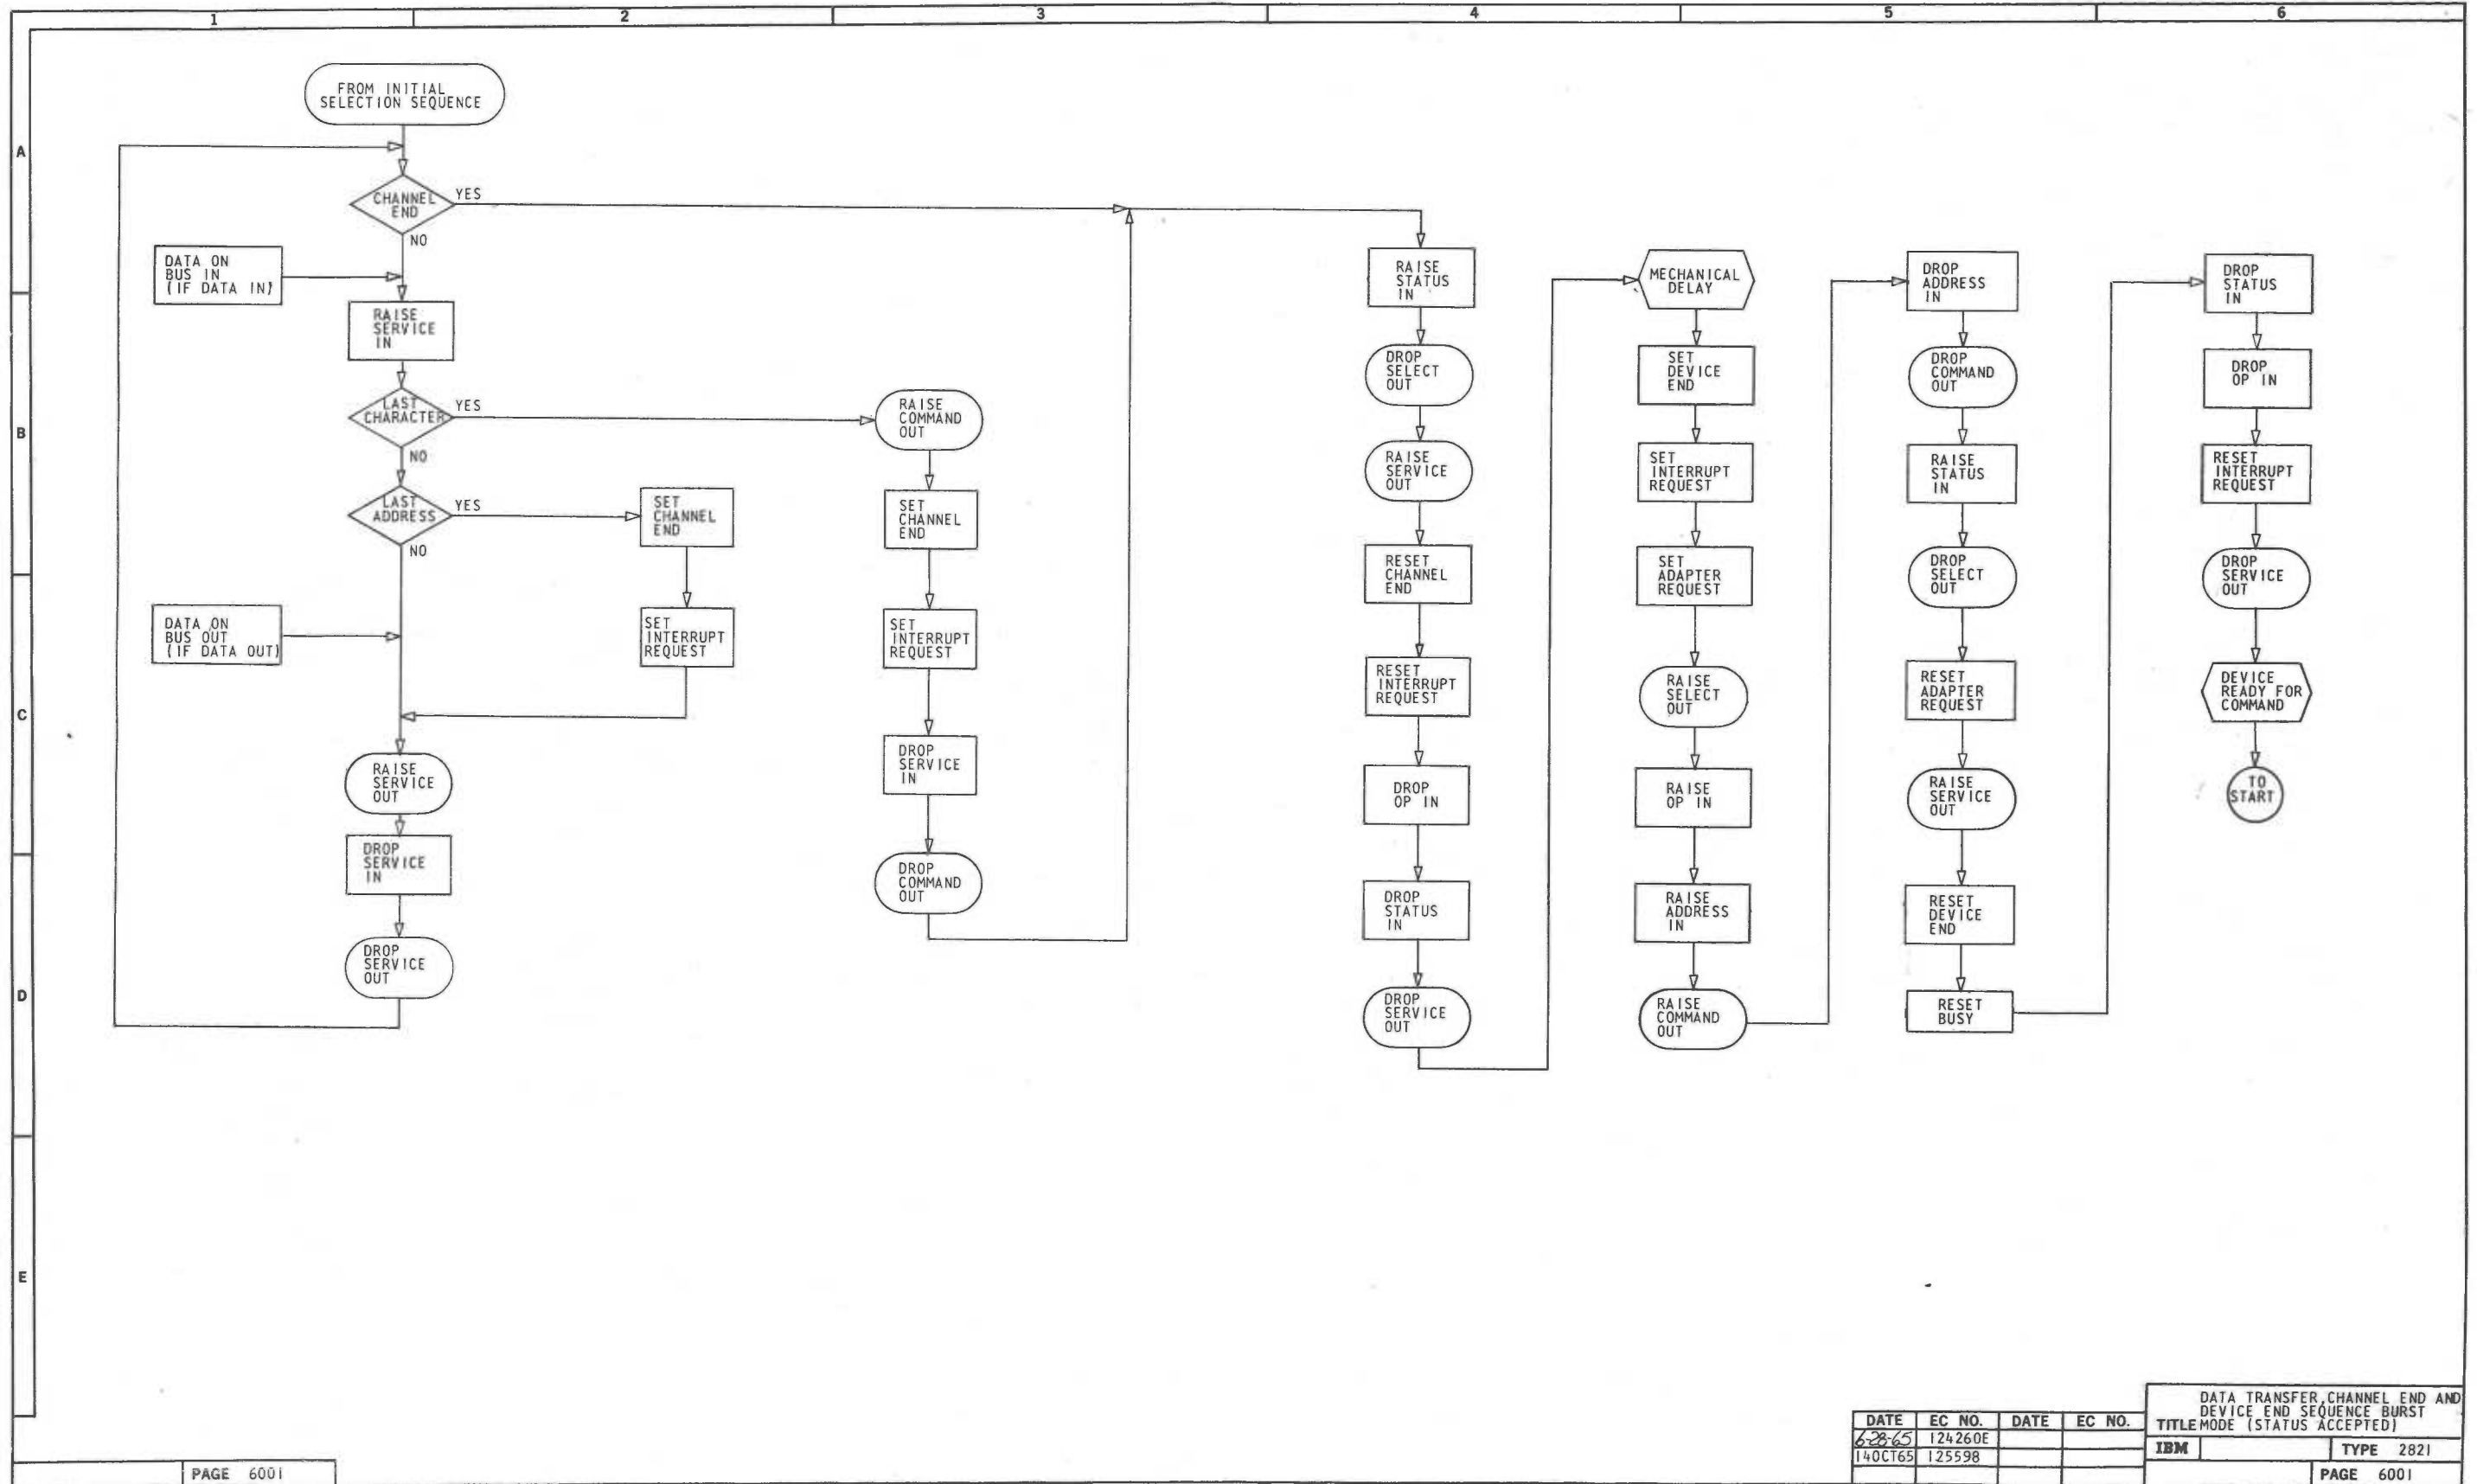 1
2
3
4
5
6
A
B
C
D
E
FROM INITIAL
SELECTION SEQUENCE
CHANNEL
END
YES
NO
DATA ON
BUS IN
(IF DATA IN)
RAISE
SERVICE
IN
LAST
CHARACTER
YES
NO
LAST
ADDRESS
YES
NO
DATA ON
BUS OUT
(IF DATA OUT)
RAISE
SERVICE
OUT
DROP
SERVICE
IN
DROP
SERVICE
OUT
SET
CHANNEL
END
SET
INTERRUPT
REQUEST
RAISE
COMMAND
OUT
SET
CHANNEL
END
SET
INTERRUPT
REQUEST
DROP
SERVICE
IN
DROP
COMMAND
OUT
RAISE
STATUS
IN
DROP
SELECT
OUT
RAISE
SERVICE
OUT
RESET
CHANNEL
END
RESET
INTERRUPT
REQUEST
DROP
OP IN
DROP
STATUS
IN
DROP
SERVICE
OUT
MECHANICAL
DELAY
SET
DEVICE
END
SET
INTERRUPT
REQUEST
SET
ADAPTER
REQUEST
RAISE
SELECT
OUT
RAISE
OP IN
RAISE
ADDRESS
IN
RAISE
COMMAND
OUT
DROP
ADDRESS
IN
DROP
COMMAND
OUT
RAISE
STATUS
IN
DROP
SELECT
OUT
RESET
ADAPTER
REQUEST
RAISE
SERVICE
OUT
RESET
DEVICE
END
RESET
BUSY
DROP
STATUS
IN
DROP
OP IN
RESET
INTERRUPT
REQUEST
DROP
SERVICE
OUT
DEVICE
READY FOR
COMMAND
TO
START
DATE EC NO. DATE EC NO.
6-28-65 124260E
14OCT65 125598
DATA TRANSFER, CHANNEL END AND
DEVICE END SEQUENCE BURST
TITLE MODE (STATUS ACCEPTED)
IBM TYPE 2821
PAGE 6001
PAGE 6001